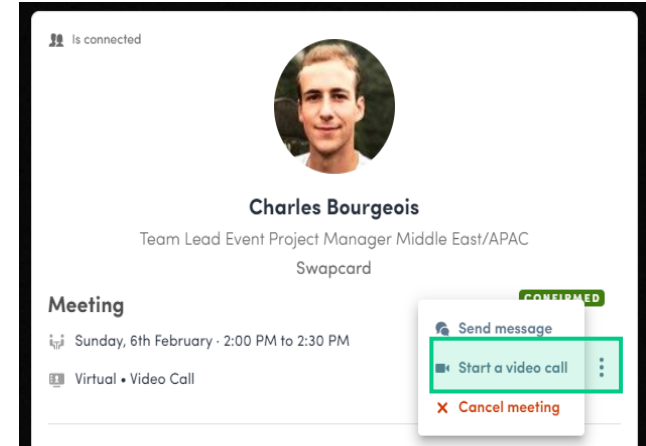 Is connected
Charles Bourgeois
Team Lead Event Project Manager Middle East/APAC
Swapcard
Meeting
CONFIRMED
Sunday, 6th February · 2:00 PM to 2:30 PM
Virtual • Video Call
Send message
Start a video call
Cancel meeting